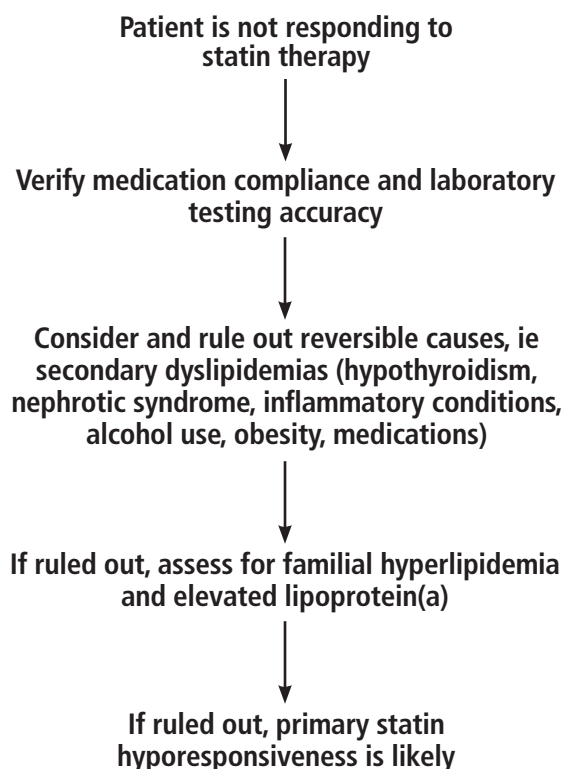 Patient is not responding to
statin therapy
Verify medication compliance and laboratory
testing accuracy
Consider and rule out reversible causes, ie
secondary dyslipidemias (hypothyroidism,
nephrotic syndrome, inflammatory conditions,
alcohol use, obesity, medications)
If ruled out, assess for familial hyperlipidemia
and elevated lipoprotein(a)
If ruled out, primary statin
hyporesponsiveness is likely